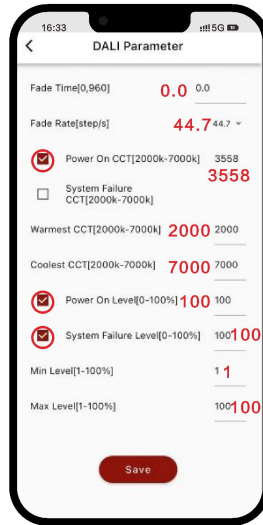 16:33 5G
DALI Parameter
Fade Time[0,960] 0.0 0.0
Fade Rate[step/s] 44.7 44.7
Power On CCT[2000k-7000k] 3558
3558
System Failure
CCT[2000k-7000k]
Warmest CCT[2000k-7000k] 2000 2000
Coolest CCT[2000k-7000k] 7000 7000
Power On Level[0-100%] 100 100
System Failure Level[0-100%] 100 100
Min Level[1-100%] 1 1
Max Level[1-100%] 100 100
Save